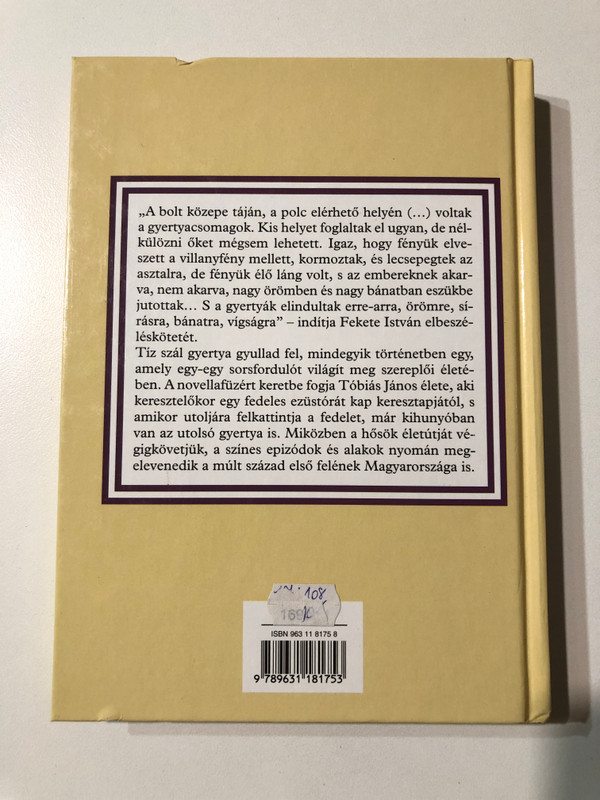 „A bolt közepe táján, a polc elérhető helyén (…) voltak
a gyertyacsomagok. Kis helyet foglaltak el ugyan, de nél-
külözni őket mégsem lehetett. Igaz, hogy fényük elve-
szett a villanyfény mellett, kormoztak, és lecsepegtek az
asztalra, de fényük élő láng volt, s az embereknek akar-
va, nem akarva, nagy örömben és nagy bánatban eszükbe
jutottak… S a gyertyák elindultak erre-arra, örömre, sí-
rásra, bánatra, vígságra” – indítja Fekete István elbeszé-
léskötetét.
Tíz szál gyertya gyullad fel, mindegyik történetben egy,
amely egy-egy sorsfordulót világít meg szereplői életé-
ben. A novellafüzért keretbe fogja Tóbiás János élete, aki
keresztelőkor egy fedeles ezüstórát kap keresztapjától, s
amikor utoljára felkattintja a fedelet, már kihunyóban
van az utolsó gyertya is. Miközben a hősök életútját vé-
gigkövetjük, a színes epizódok és alakok nyomán meg-
elevenedik a múlt század első felének Magyarországa is.
108
ISBN 963 11 8175 8
9 789631 181753